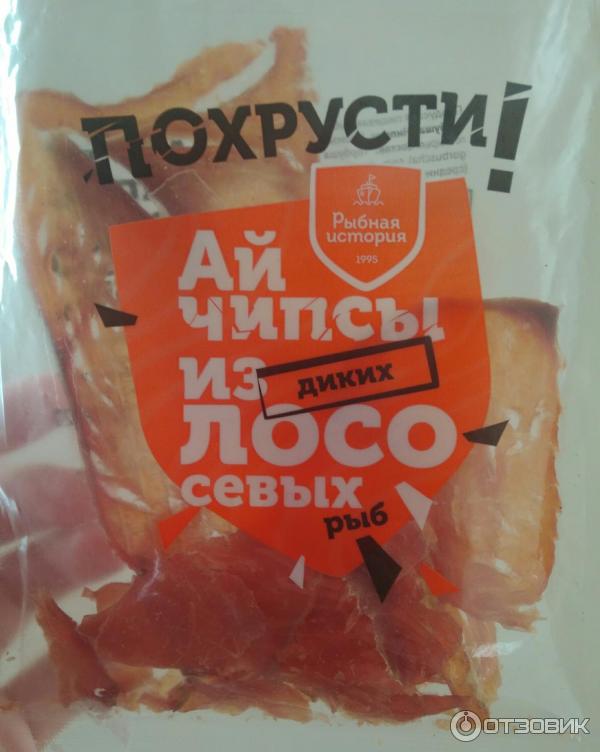 ПОХРУСТИ!
Рыбная
история
1995
Ай
чипсы
из диких
ЛОСО
севых
рыб
ОТЗОВИК